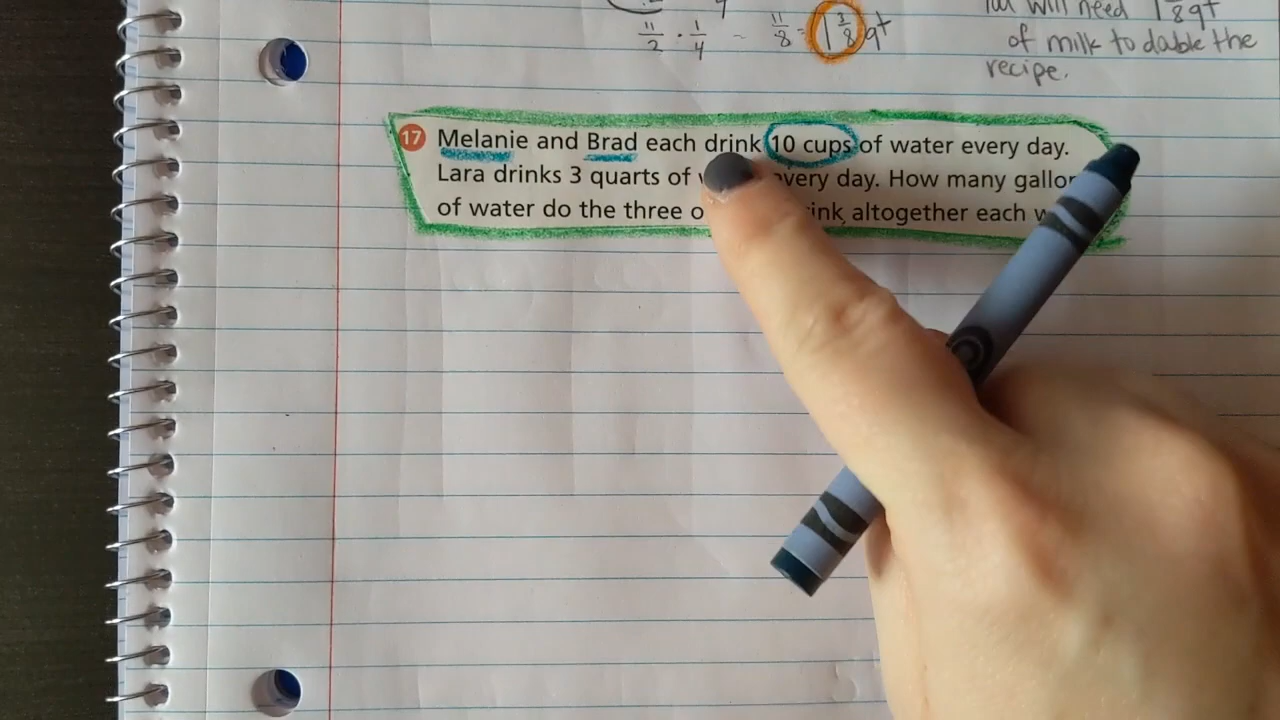 11/2 · 1/4 - 11/8 = 1 3/8 qt
will need 1 /8 qt
of milk to double the
recipe.
17 Melanie and Brad each drink 10 cups of water every day.
Lara drinks 3 quarts of every day. How many
of water do the three altogether each